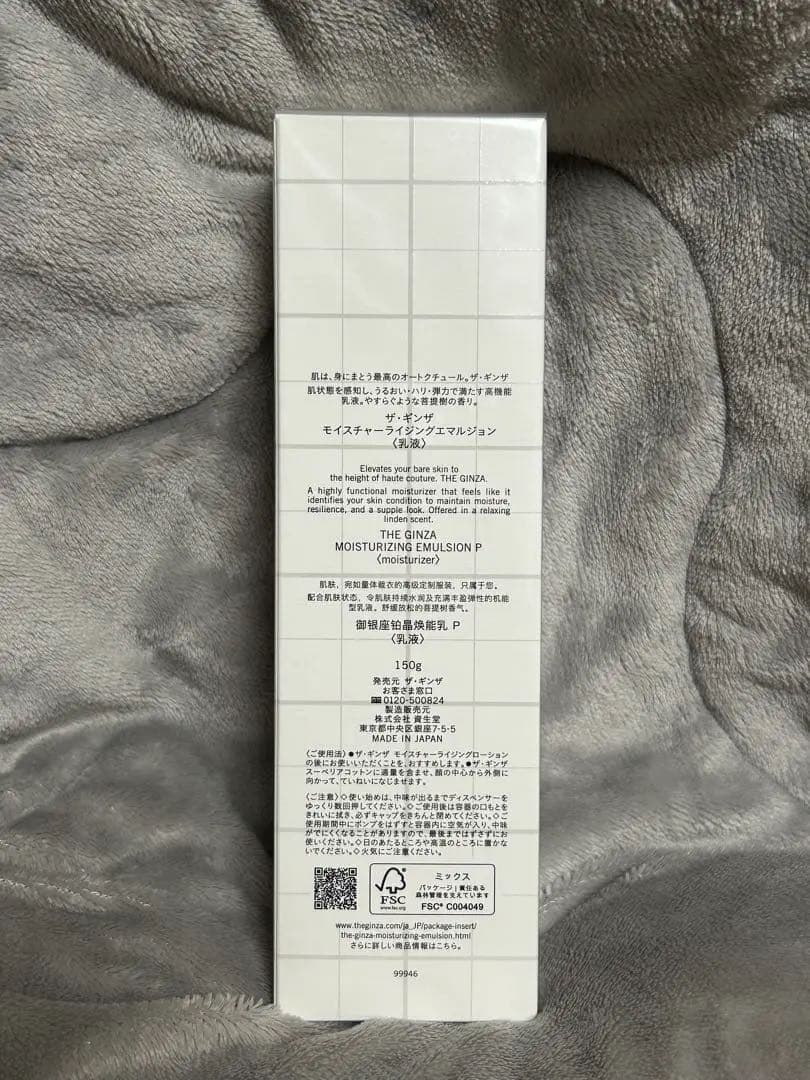 肌は、身にまとう最高のオートクチュール。ザ・ギンザ
肌状態を感知し、うるおい・ハリ・弾力で満たす高機能
乳液。やすらぐような菩提樹の香り。
ザ・ギンザ
モイスチャーライジングエマルジョン
〈乳液〉
Elevates your bare skin to
the height of haute couture. THE GINZA.
A highly functional moisturizer that feels like it
identifies your skin condition to maintain moisture,
resilience, and a supple look. Offered in a relaxing
linden scent.
THE GINZA
MOISTURIZING EMULSION P
〈moisturizer〉
肌肤，宛如量体裁衣的高级定制服装，只属于您。
配合肌肤状态，令肌肤持续水润及充满丰盈弹性的机能
型乳液。舒缓放松的菩提树香气。
御银座铂晶焕能乳 P
〈乳液〉
150g
発売元 ザ・ギンザ
お客さま窓口
0120-500824
製造販売元
株式会社 資生堂
東京都中央区銀座7-5-5
MADE IN JAPAN
〈ご使用法〉●ザ・ギンザ モイスチャーライジングローション
の後にお使いいただくことを、おすすめします。●ザ・ギンザ
スーペリアコットンに適量を含ませ、顔の中心から外側に
向かって、ていねいになじませます。
〈ご注意〉◇使い始めは、中味が出るまでディスペンサーを
ゆっくり数回押してください。◇ご使用後は容器の口もとを
きれいに拭き、必ずキャップをきちんと閉めてください。◇ご
使用期間中にポンプをはずすと容器内に空気が入り、中味
がでにくくなることがありますので、最後まではずさずにお
使いください。◇日のあたるところや高温のところに置かな
いでください。◇火気にご注意ください。
FSC
www.fsc.org
ミックス
パッケージ | 責任ある
森林管理を支えています
FSC® C004049
www.theginza.com/ja_JP/package-insert/
the-ginza-moisturizing-emulsion.html
さらに詳しい商品情報はこちら。
99946